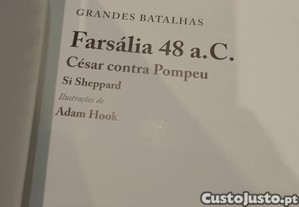 GRANDES BATALHAS
Farsália 48 a.C.
César contra Pompeu
Si Sheppard
Ilustrações de
Adam Hook
CustoJusto.pt